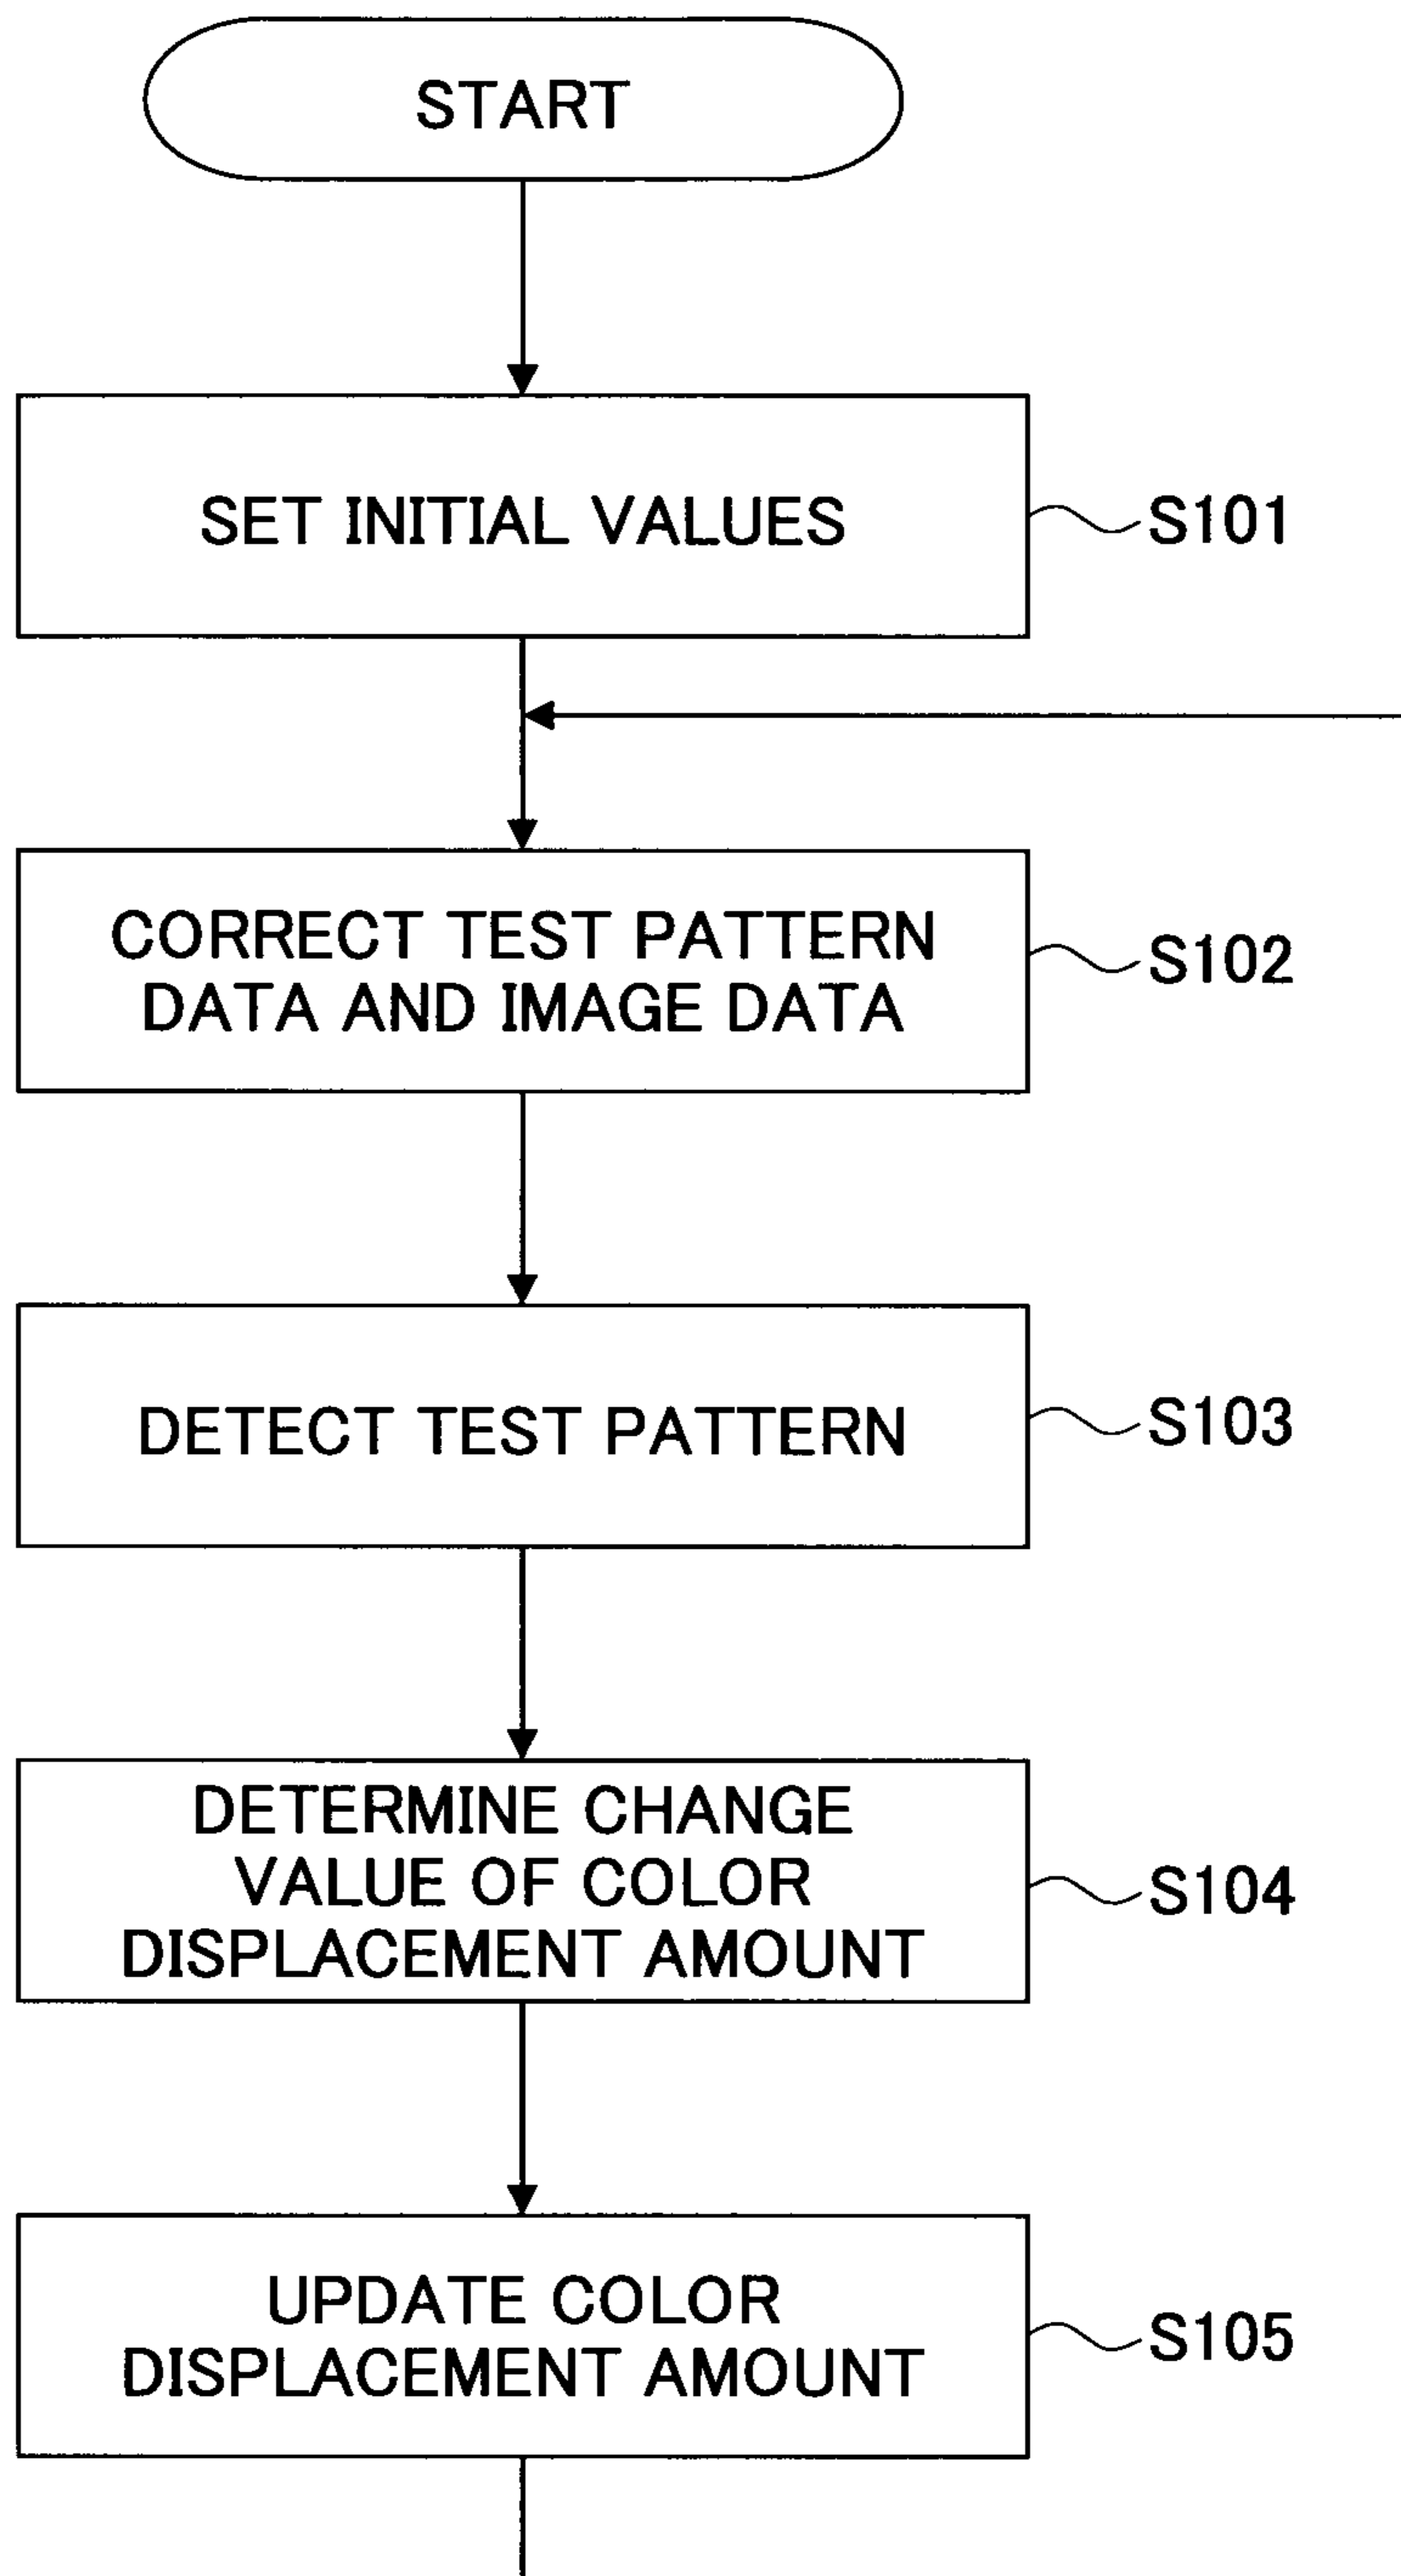 START
SET INITIAL VALUES
S101
CORRECT TEST PATTERN
DATA AND IMAGE DATA
S102
DETECT TEST PATTERN
S103
DETERMINE CHANGE
VALUE OF COLOR
DISPLACEMENT AMOUNT
S104
UPDATE COLOR
DISPLACEMENT AMOUNT
S105